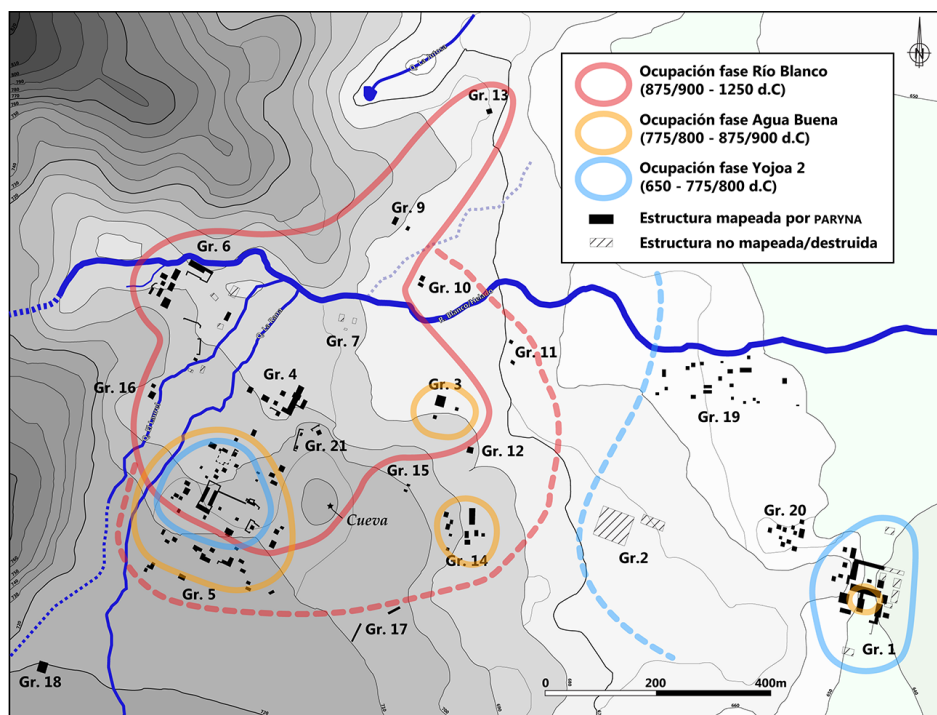 Ocupación fase Río Blanco
(875/900 - 1250 d.C)
Ocupación fase Agua Buena
(775/800 - 875/900 d.C)
Ocupación fase Yojoa 2
(650 - 775/800 d.C)
Estructura mapeada por PARYNA
Estructura no mapeada/destruida
N
Gr. 13
Gr. 9
Gr. 6
Gr. 10
Gr. 7
Gr. 11
Gr. 16
Gr. 4
Gr. 3
Gr. 19
Gr. 21
Gr. 12
Gr. 15
Cueva
Gr. 20
Gr. 14
Gr.2
Gr. 5
Gr. 17
Gr. 1
Gr. 18
0
200
400m